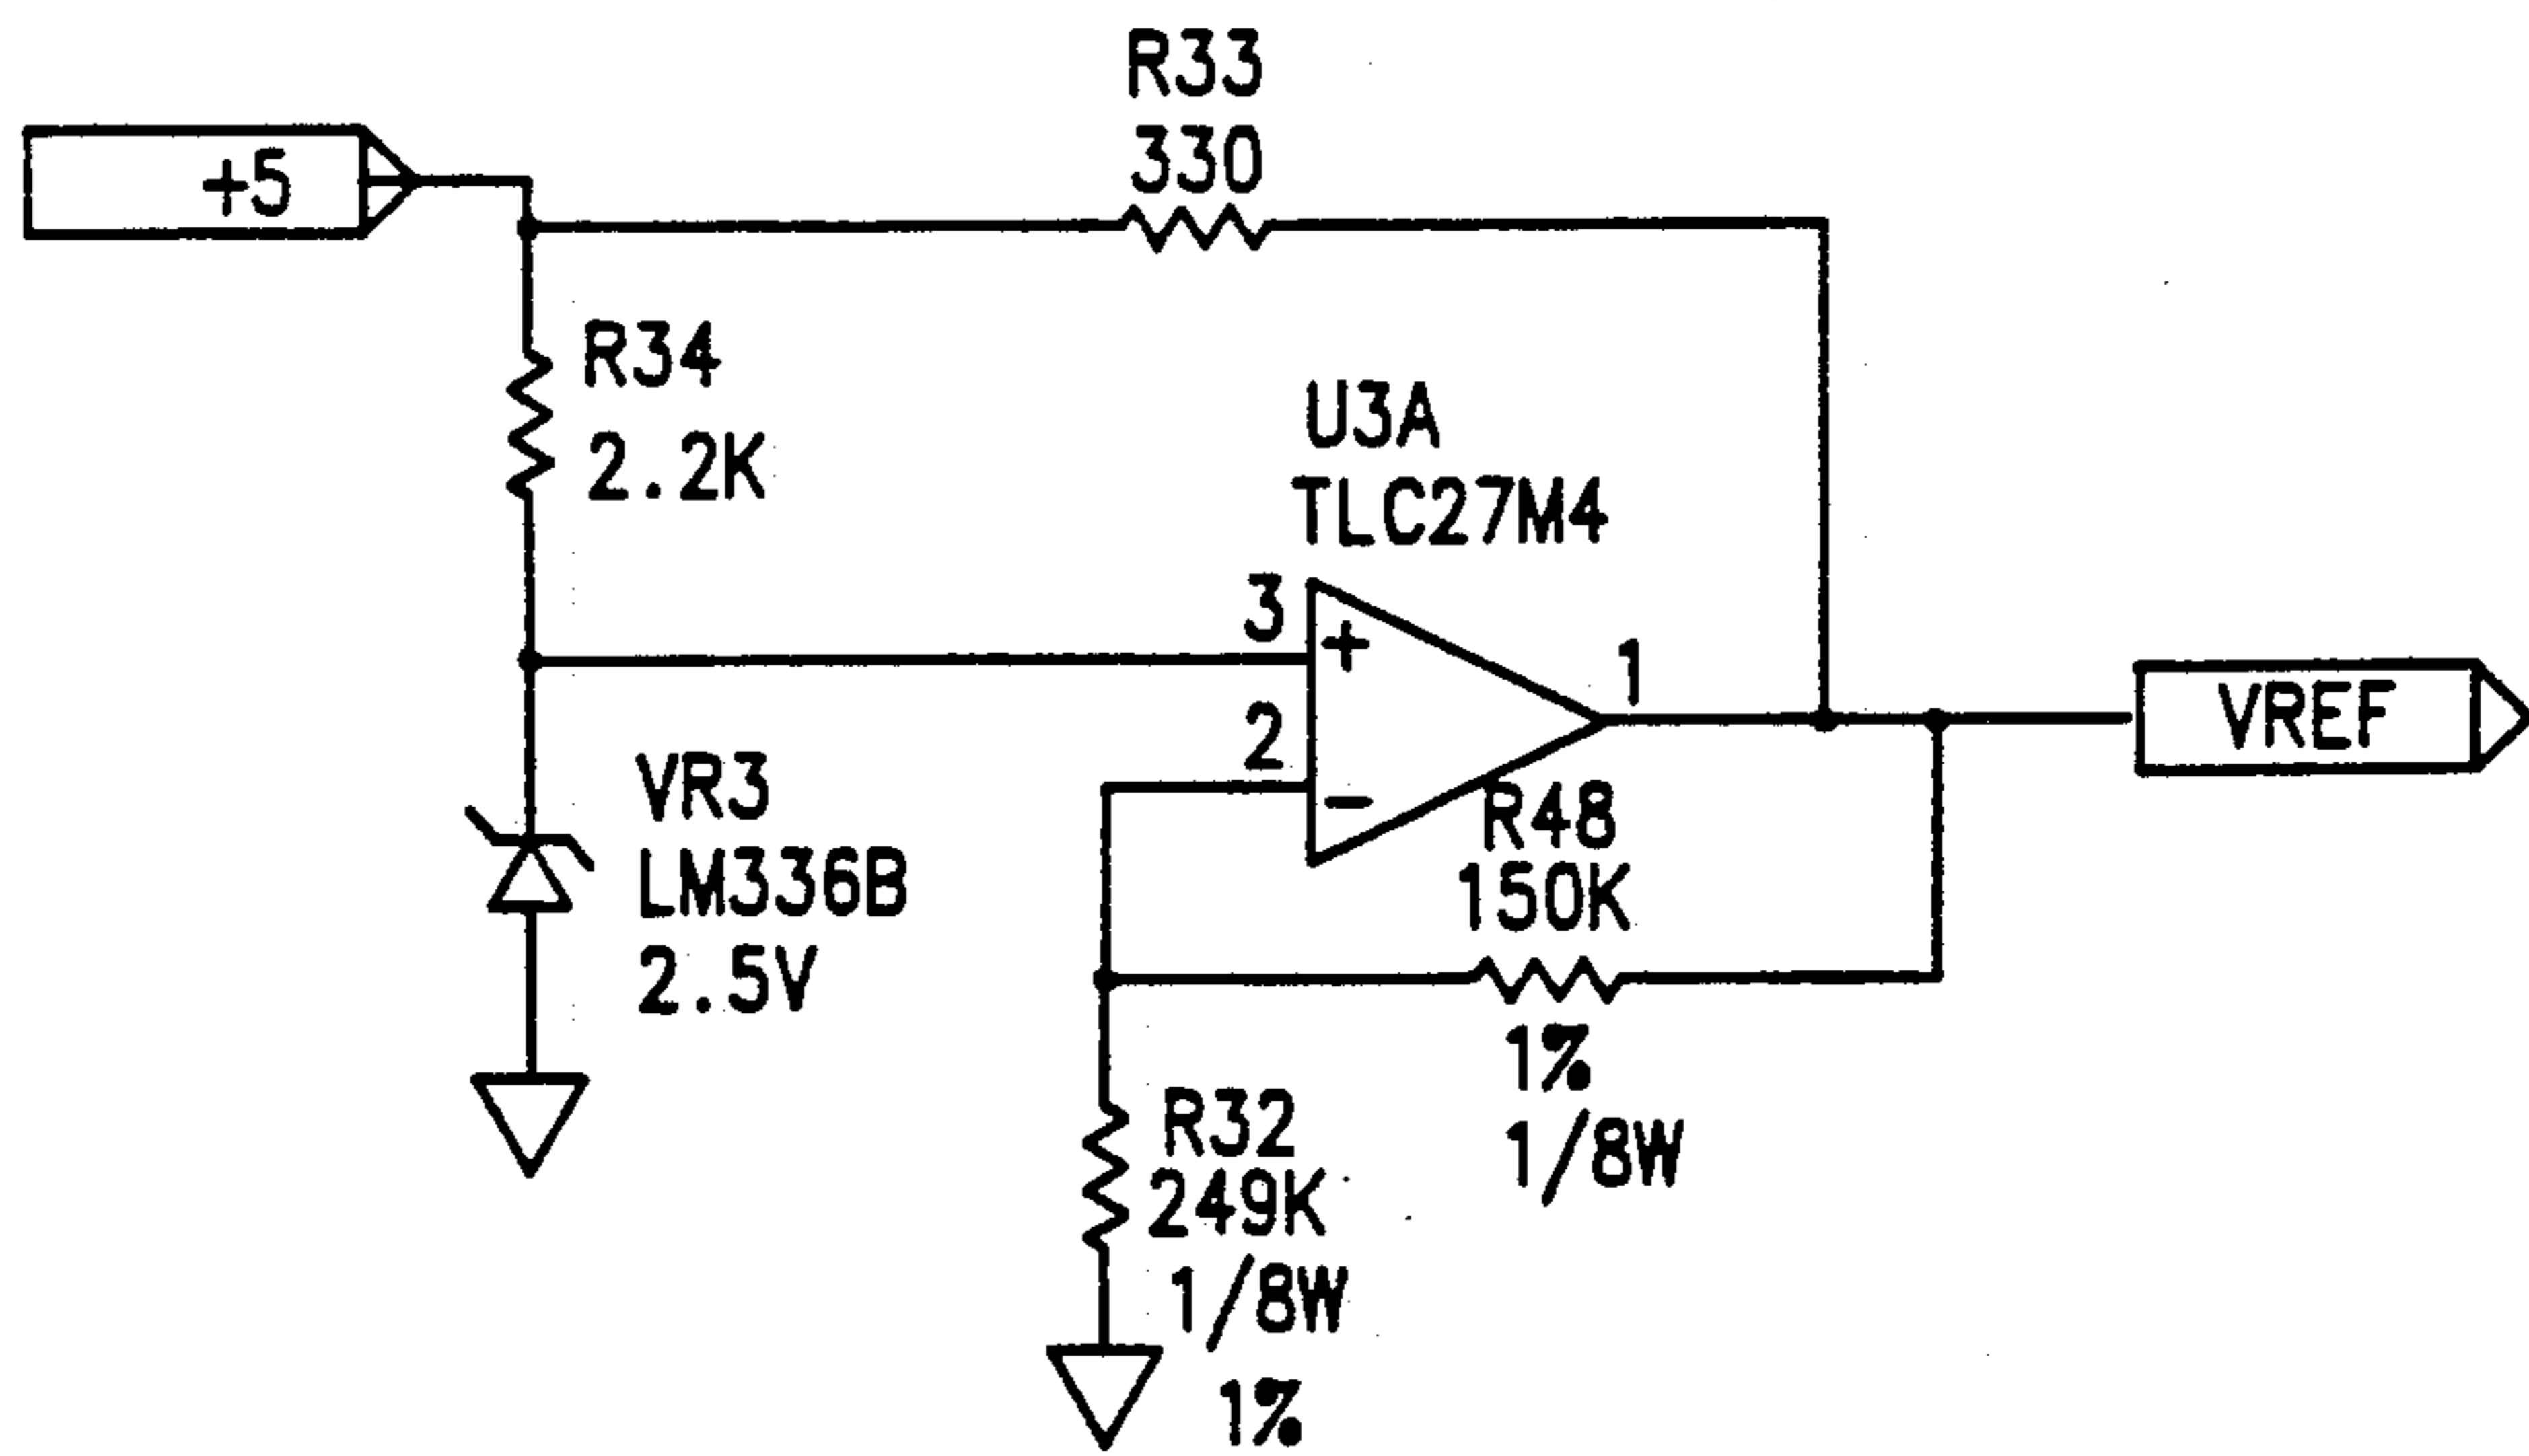 R33
330
+5
R34
2.2K
U3A
TLC27M4
3
+
1
2
-
VREF
VR3
LM336B
2.5V
R48
150K
1%
1/8W
R32
249K
1/8W
1%